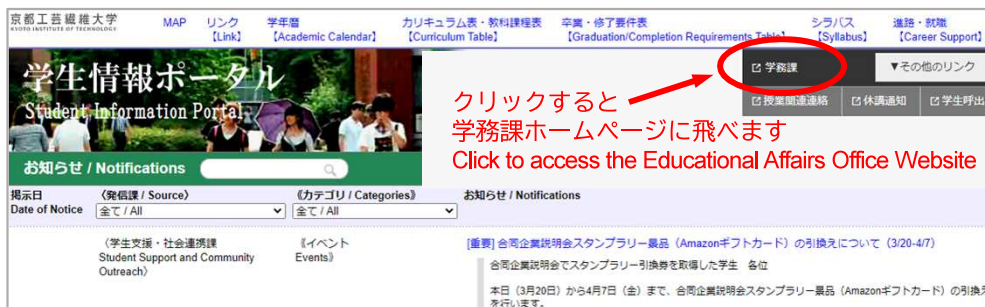 京都工芸繊維大学
KYOTO INSTITUTE OF TECHNOLOGY
MAP
リンク
【Link】
学年暦
【Academic Calendar】
カリキュラム表・教科課程表
【Curriculum Table】
卒業・修了要件表
【Graduation/Completion Requirements Table】
シラバス
【Syllabus】
進路・就職
【Career Support】
学生情報ポータル
Student Information Portal
学務課
▼その他のリンク
授業関連連絡
休講通知
学生呼出
クリックすると
学務課ホームページに飛べます
Click to access the Educational Affairs Office Website
お知らせ / Notifications
掲示日
Date of Notice
〈発信課 / Source〉
全て / All
《カテゴリ / Categories》
全て / All
お知らせ / Notifications
〈学生支援・社会連携課
Student Support and Community
Outreach〉
《イベント
Events》
[重要] 合同企業説明会スタンプラリー景品（Amazonギフトカード）の引換えについて（3/20-4/7）
合同企業説明会でスタンプラリー引換券を取得した学生　各位
本日（3月20日）から4月7日（金）まで、合同企業説明会スタンプラリー景品（Amazonギフトカード）の引換え
を行います。